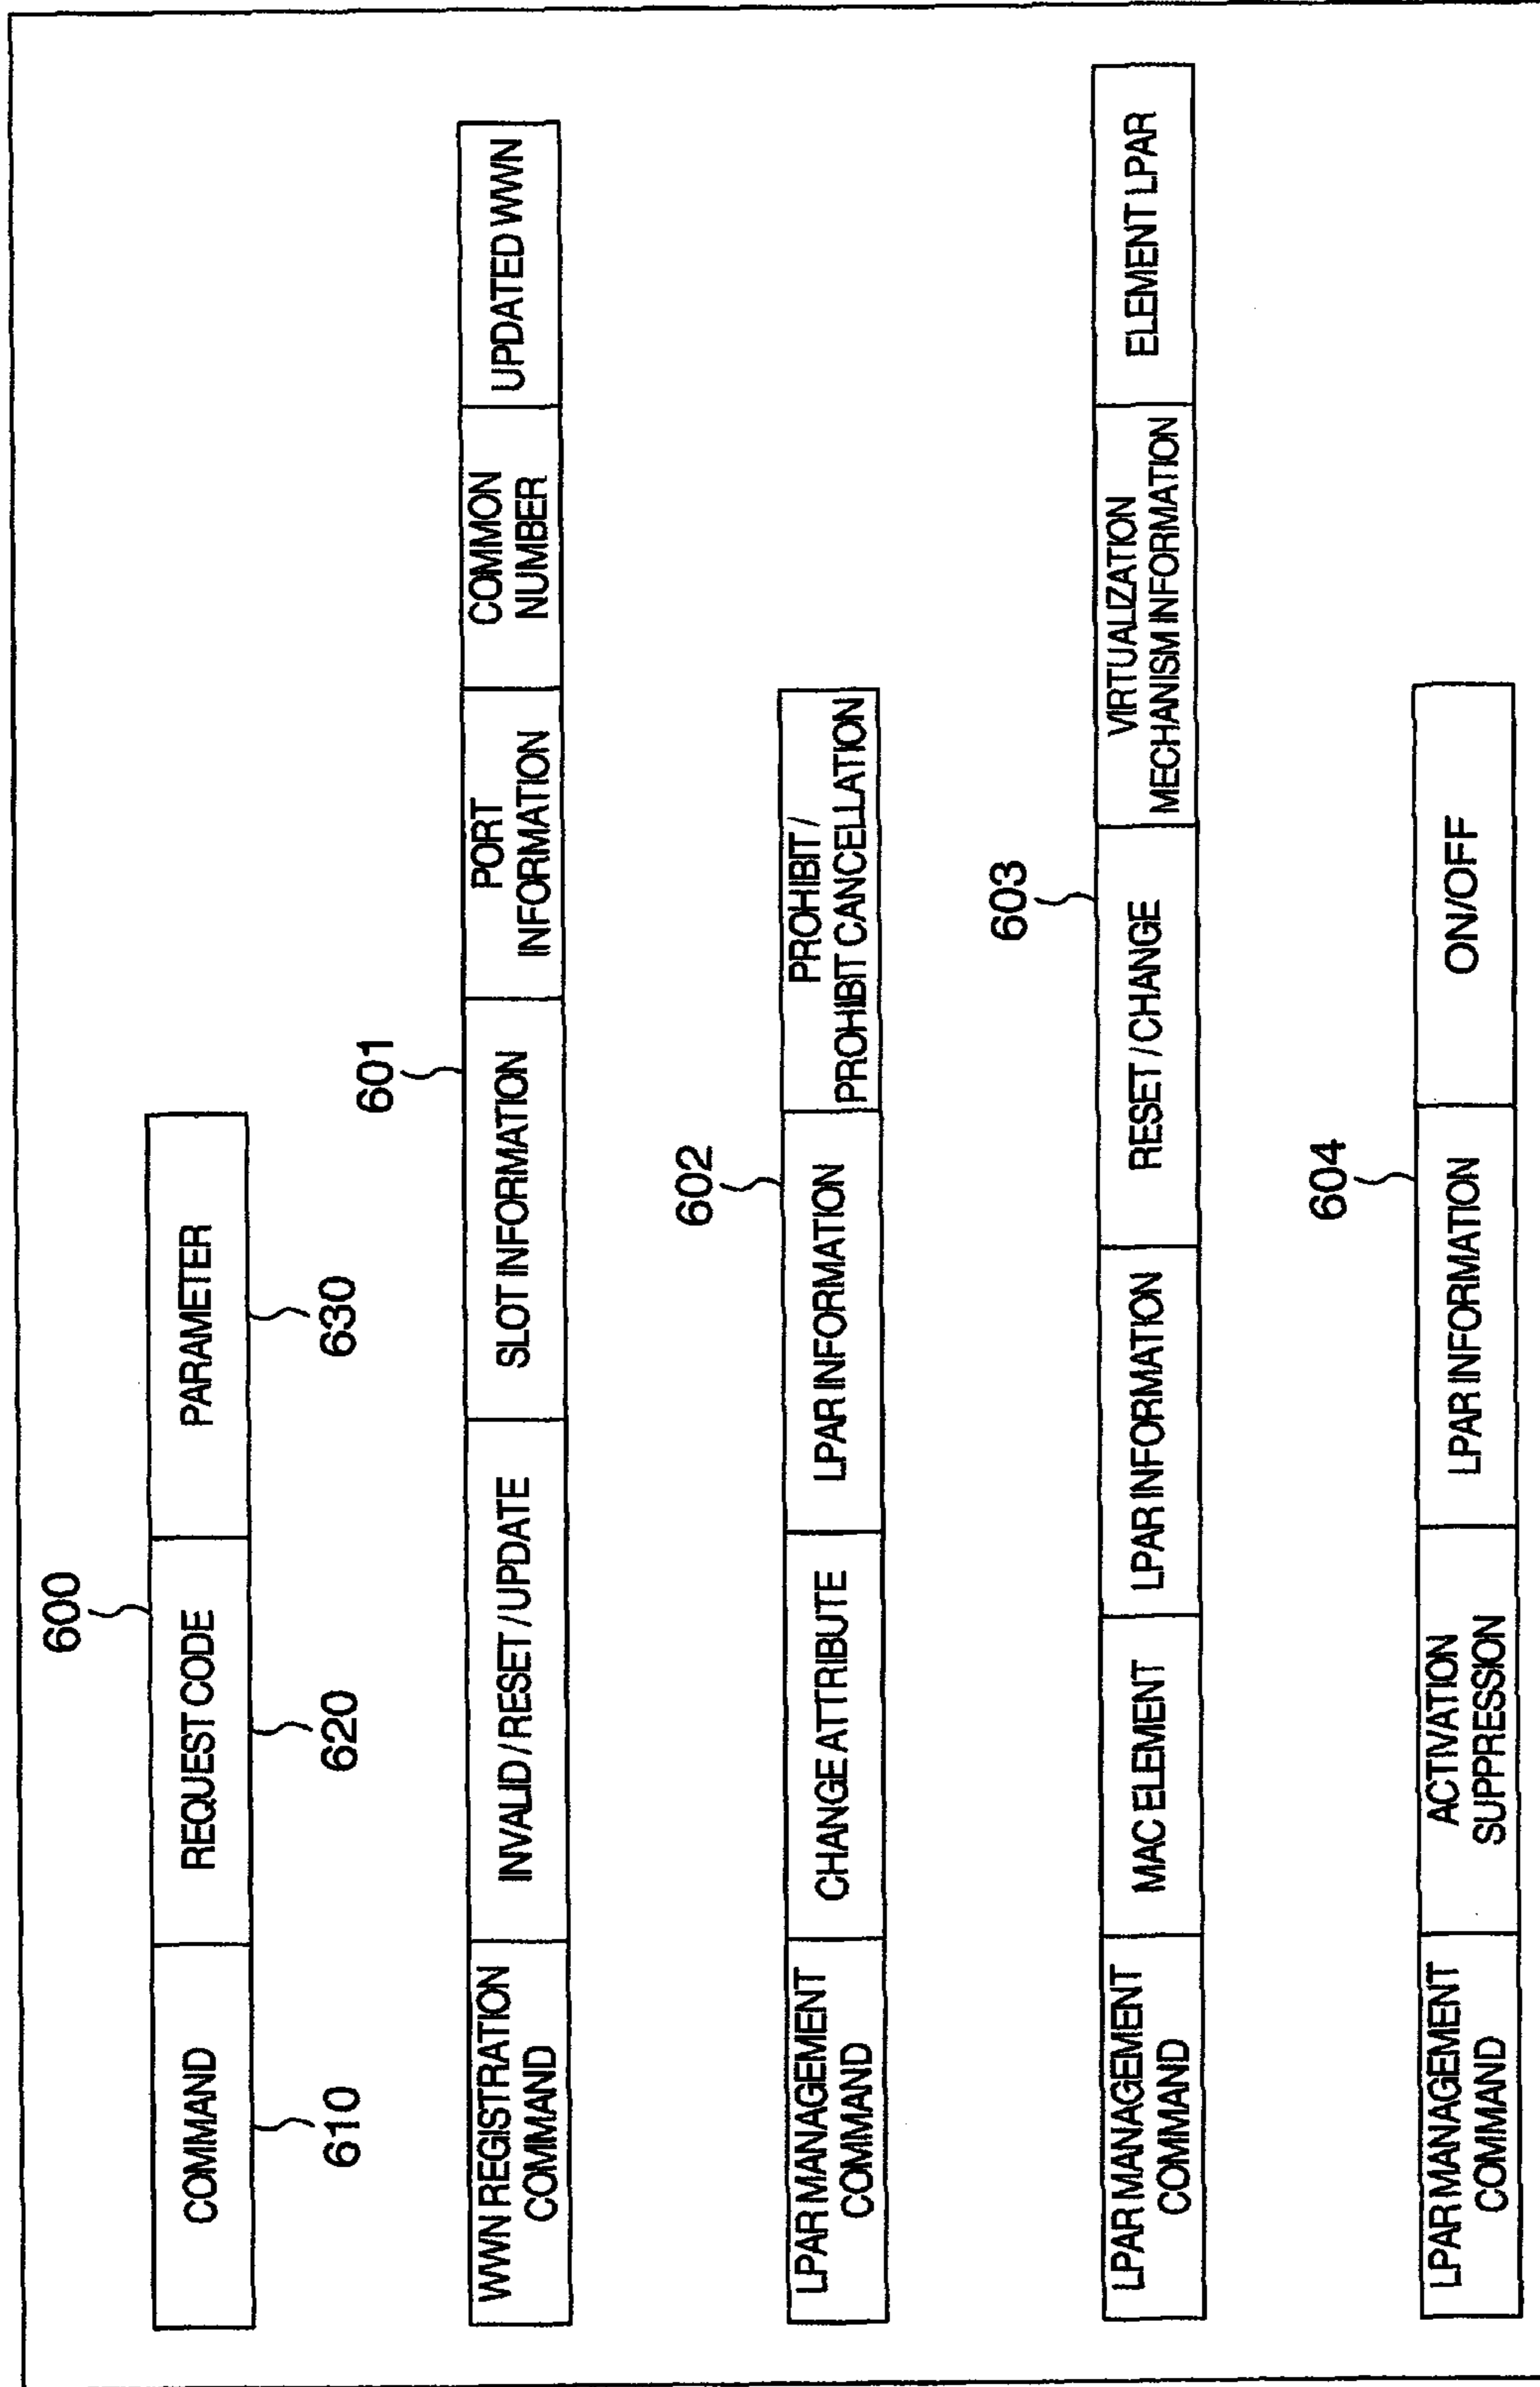 600
COMMAND
REQUEST CODE
PARAMETER
610
620
630
601
WWN REGISTRATION
COMMAND
INVALID / RESET / UPDATE
SLOT INFORMATION
PORT
INFORMATION
COMMON
NUMBER
UPDATED WWN
602
LPAR MANAGEMENT
COMMAND
CHANGE ATTRIBUTE
LPAR INFORMATION
PROHIBIT /
PROHIBIT CANCELLATION
603
LPAR MANAGEMENT
COMMAND
MAC ELEMENT
LPAR INFORMATION
RESET / CHANGE
VIRTUALIZATION
MECHANISM INFORMATION
ELEMENT LPAR
604
LPAR MANAGEMENT
COMMAND
ACTIVATION
SUPPRESSION
LPAR INFORMATION
ON/OFF